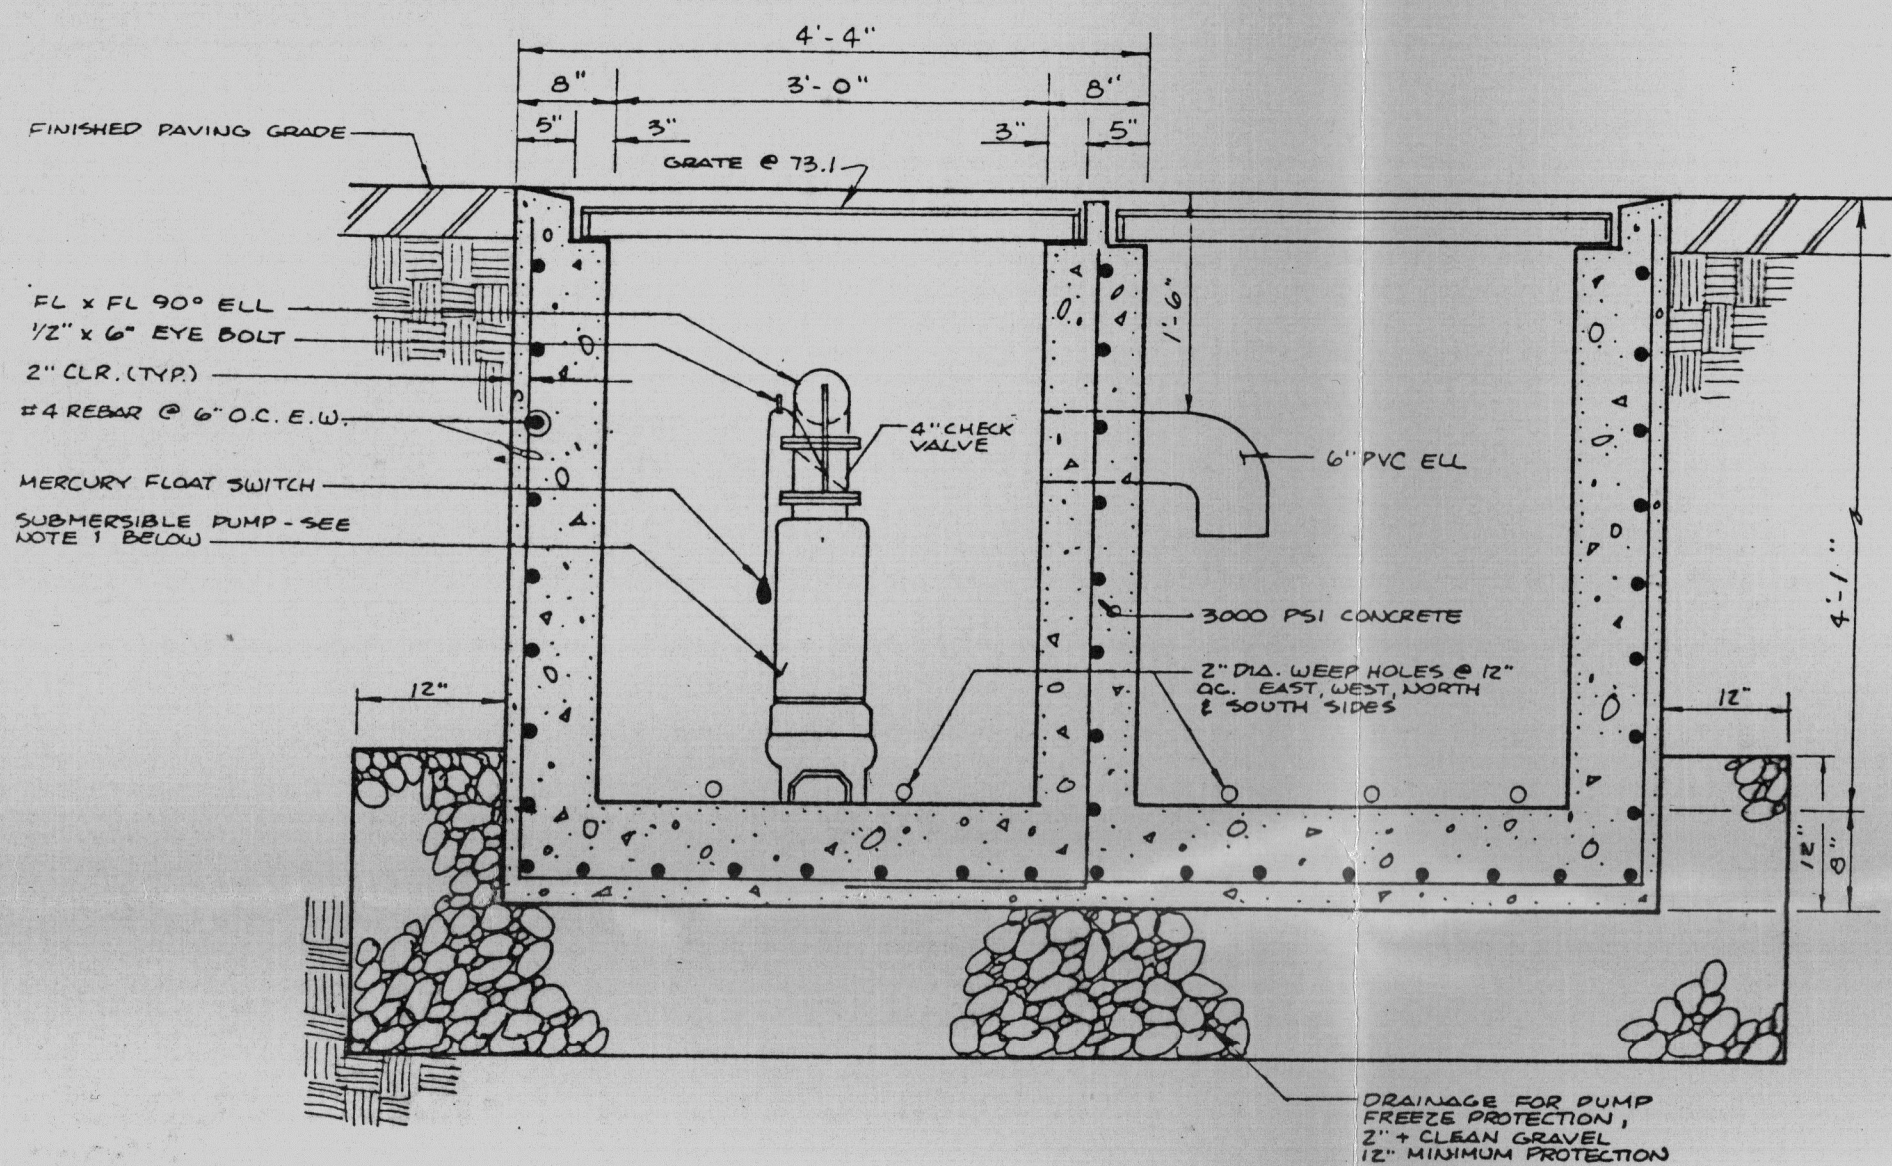 4'-4"
8"
3'-0"
8"
5"
3"
3"
5"
FINISHED PAVING GRADE
GRATE @ 73.1
FL x FL 90° ELL
1/2" x 6" EYE BOLT
2" CLR. (TYP.)
#4 REBAR @ 6" O.C. E.W.
MERCURY FLOAT SWITCH
SUBMERSIBLE PUMP - SEE
NOTE 1 BELOW
4" CHECK
VALVE
1'-6"
6" PVC ELL
3000 PSI CONCRETE
2" DIA. WEEP HOLES @ 12"
O.C. EAST, WEST, NORTH
& SOUTH SIDES
12"
12"
4'-1"
12"
8"
DRAINAGE FOR PUMP
FREEZE PROTECTION,
2" + CLEAN GRAVEL
12" MINIMUM PROTECTION